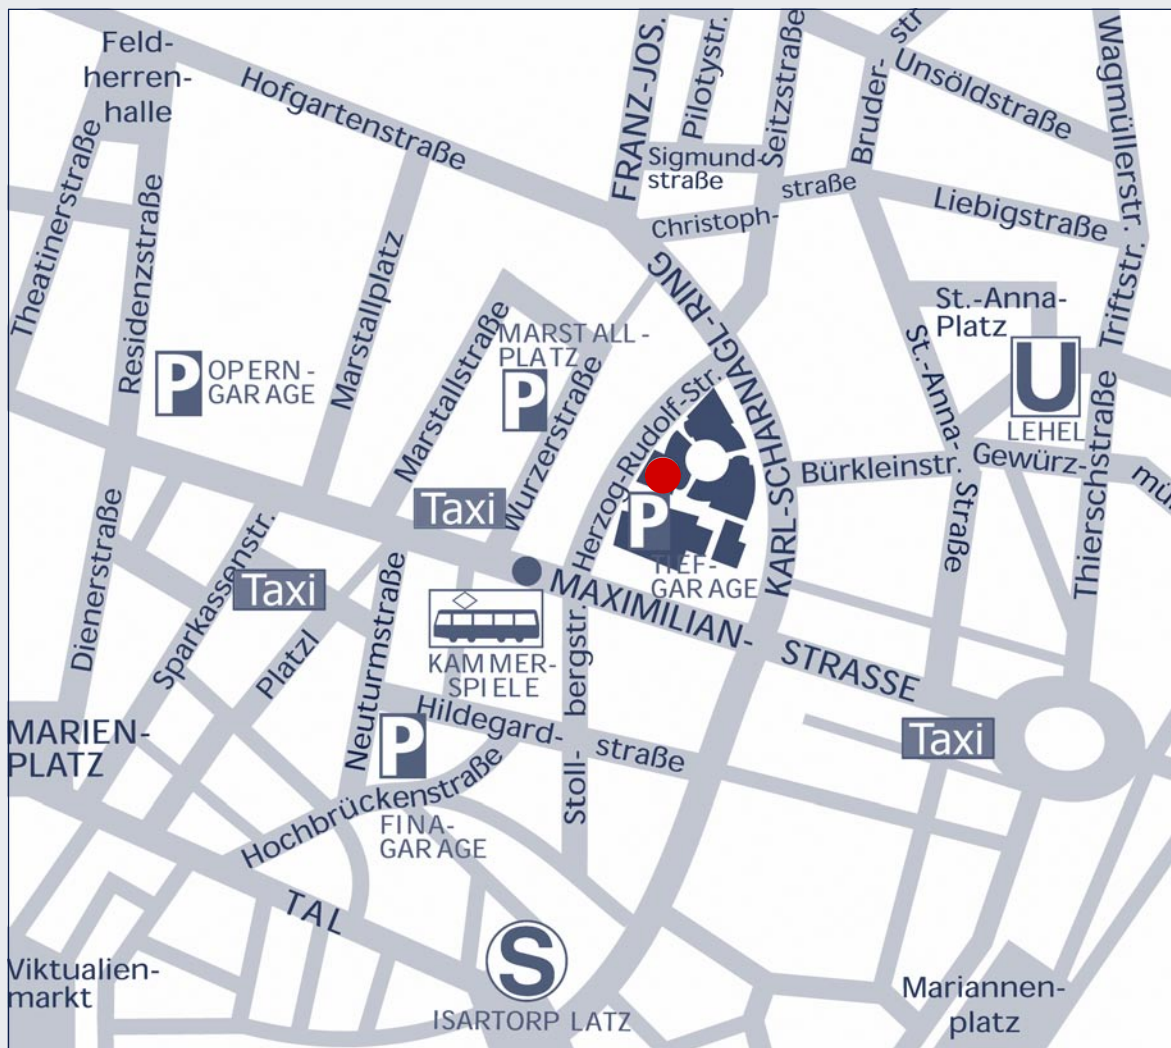 Feld-
herren-
halle
Hofgartenstraße
FRANZ-JOS.
Pilotystr.
Seitzstraße
Bruder-
str
Unsöldstraße
Wagmüllerstr.
Sigmund-
straße
Christoph-
straße
Liebigstraße
Theatinerstraße
Residenzstraße
Marstallplatz
Marstallstraße
MARSTALL-
PLATZ
P
Wurzerstraße
P
OPERN-
GARAGE
KARL-SCHARNAGL-RING
Herzog-Rudolf-Str.
St.-Anna-
Platz
U
LEHEL
Triftstr.
St.-Anna-
Straße
Bürkleinstr.
Gewürz-
mül
Thierschstraße
Taxi
P
TIEF-
GARAGE
MAXIMILIAN-
STRASSE
Taxi
Dienerstraße
Sparkassenstr.
Platzl
Neuturmstraße
KAMMER-
SPIELE
Stoll-
bergstr.
Hildegard-
straße
Taxi
MARIEN-
PLATZ
P
FINA-
GARAGE
Hochbrückenstraße
TAL
Viktualien-
markt
S
ISARTORPLATZ
Mariannen-
platz